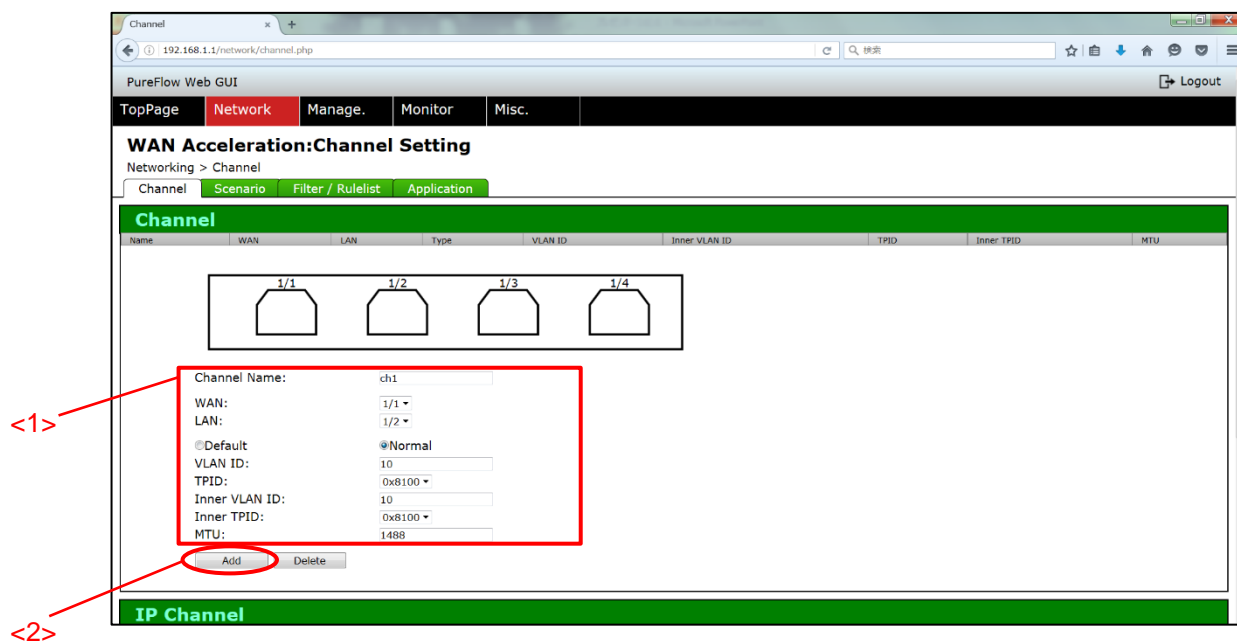 Channel
192.168.1.1/network/channel.php
検索
PureFlow Web GUI
Logout
TopPage Network Manage. Monitor Misc.
WAN Acceleration:Channel Setting
Networking > Channel
Channel Scenario Filter / Rulelist Application
Channel
Name WAN LAN Type VLAN ID Inner VLAN ID TPID Inner TPID MTU
1/1 1/2 1/3 1/4
Channel Name: ch1
WAN: 1/1
<1>
LAN: 1/2
Default Normal
VLAN ID: 10
TPID: 0x8100
Inner VLAN ID: 10
Inner TPID: 0x8100
MTU: 1488
Add Delete
IP Channel
<2>